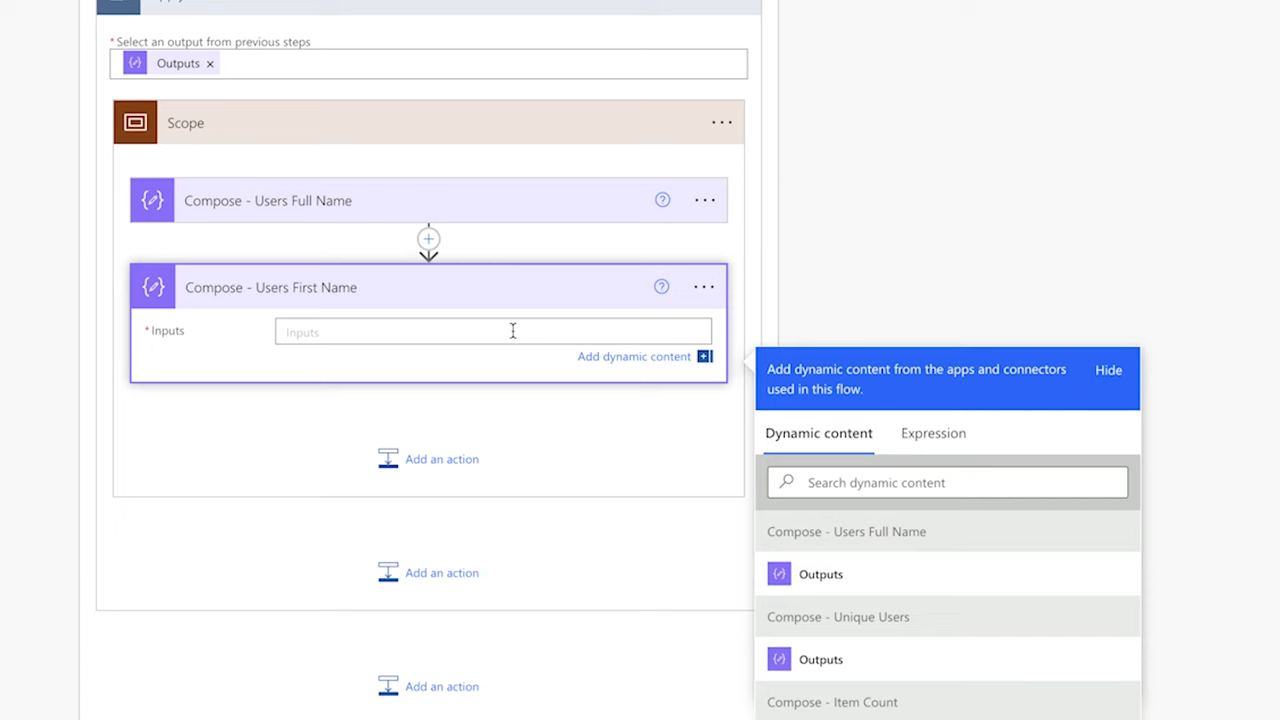 *Select an output from previous steps
Outputs ×
Scope
Compose - Users Full Name
Compose - Users First Name
*Inputs
Inputs
Add dynamic content
Add an action
Add an action
Add an action
Add dynamic content from the apps and connectors
used in this flow.
Hide
Dynamic content
Expression
Search dynamic content
Compose - Users Full Name
Outputs
Compose - Unique Users
Outputs
Compose - Item Count